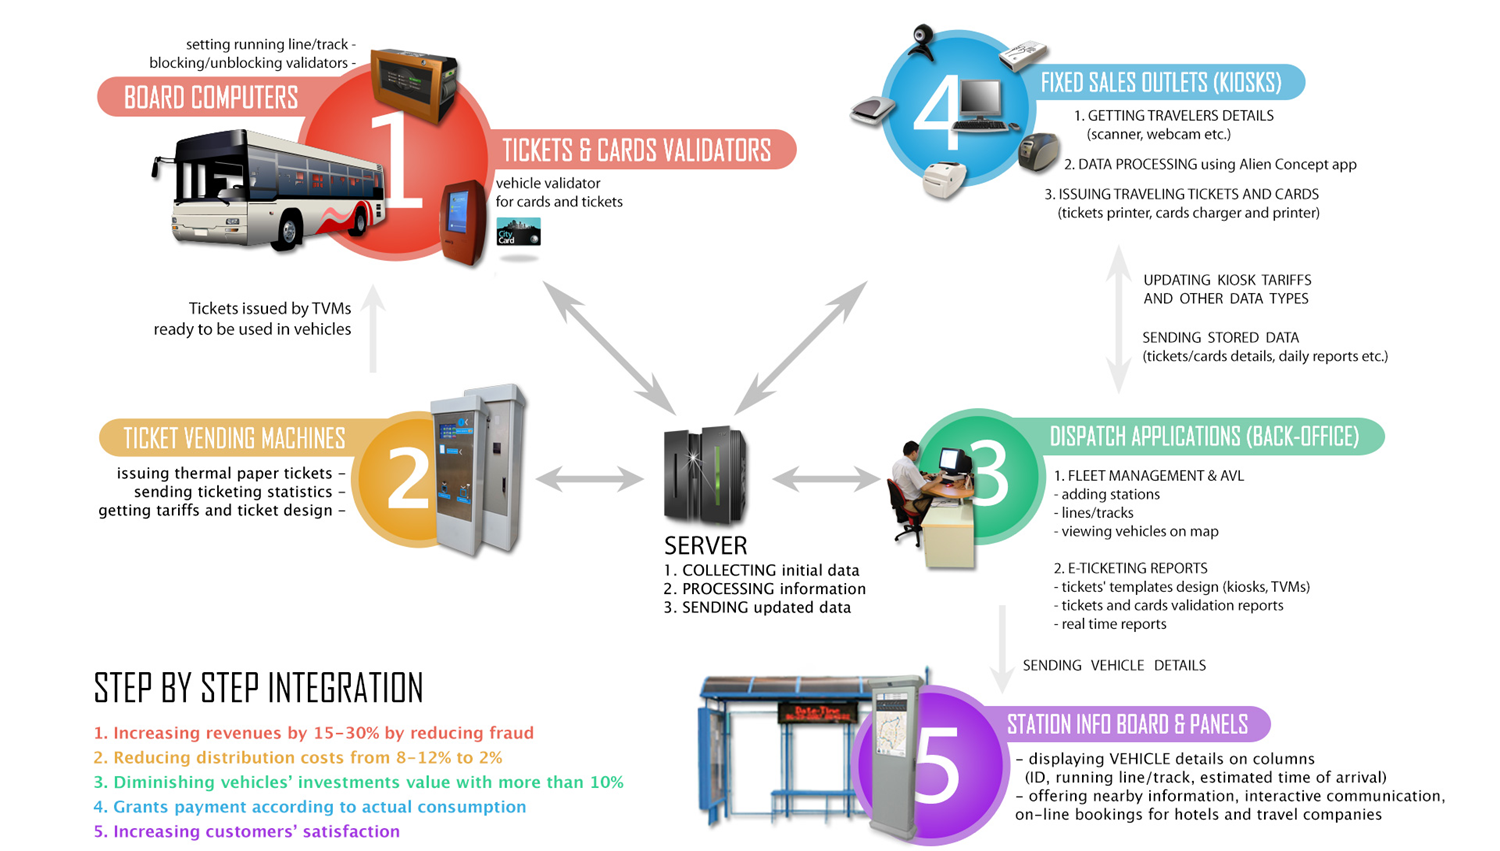 setting running line/track -
blocking/unblocking validators -
BOARD COMPUTERS
1
TICKETS & CARDS VALIDATORS
vehicle validator
for cards and tickets
City
Card
4
FIXED SALES OUTLETS (KIOSKS)
1. GETTING TRAVELERS DETAILS
(scanner, webcam etc.)
2. DATA PROCESSING using Alien Concept app
3. ISSUING TRAVELING TICKETS AND CARDS
(tickets printer, cards charger and printer)
Tickets issued by TVMs
ready to be used in vehicles
UPDATING KIOSK TARIFFS
AND OTHER DATA TYPES
SENDING STORED DATA
(tickets/cards details, daily reports etc.)
TICKET VENDING MACHINES
2
issuing thermal paper tickets -
sending ticketing statistics -
getting tariffs and ticket design -
SERVER
1. COLLECTING initial data
2. PROCESSING information
3. SENDING updated data
3
DISPATCH APPLICATIONS (BACK-OFFICE)
1. FLEET MANAGEMENT & AVL
- adding stations
- lines/tracks
- viewing vehicles on map
2. E-TICKETING REPORTS
- tickets' templates design (kiosks, TVMs)
- tickets and cards validation reports
- real time reports
SENDING VEHICLE DETAILS
Date-Time
5
STATION INFO BOARD & PANELS
- displaying VEHICLE details on columns
(ID, running line/track, estimated time of arrival)
- offering nearby information, interactive communication,
on-line bookings for hotels and travel companies
STEP BY STEP INTEGRATION
1. Increasing revenues by 15-30% by reducing fraud
2. Reducing distribution costs from 8-12% to 2%
3. Diminishing vehicles' investments value with more than 10%
4. Grants payment according to actual consumption
5. Increasing customers' satisfaction